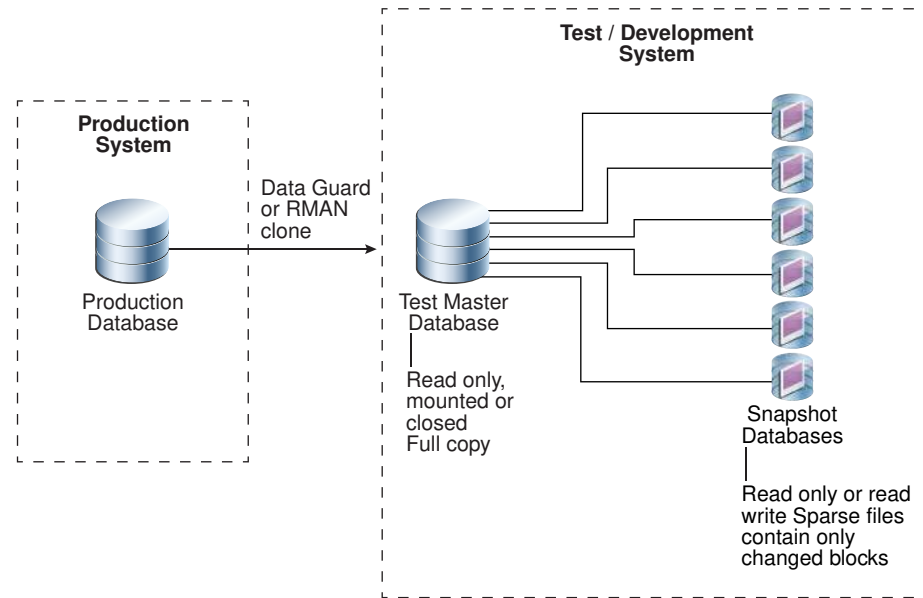 Test / Development
System
Production
System
Data Guard
or RMAN
clone
Production
Database
Test Master
Database
Read only,
mounted or
closed
Full copy
Snapshot
Databases
Read only or read
write Sparse files
contain only
changed blocks